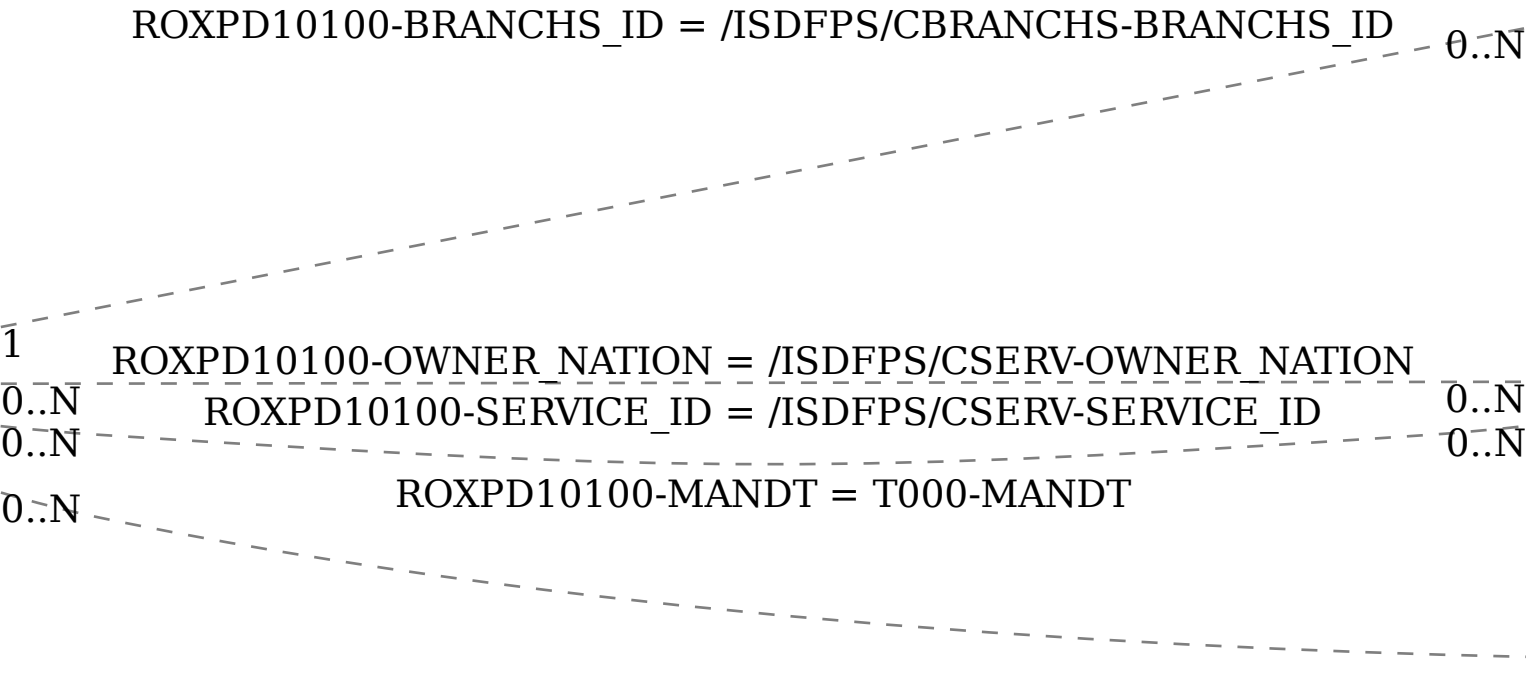 ROXPD10100-BRANCHS_ID = /ISDFPS/CBRANCHS-BRANCHS_ID
0..N
1
ROXPD10100-OWNER_NATION = /ISDFPS/CSERV-OWNER_NATION
0..N
0..N
ROXPD10100-SERVICE_ID = /ISDFPS/CSERV-SERVICE_ID
0..N
0..N
ROXPD10100-MANDT = T000-MANDT
0..N